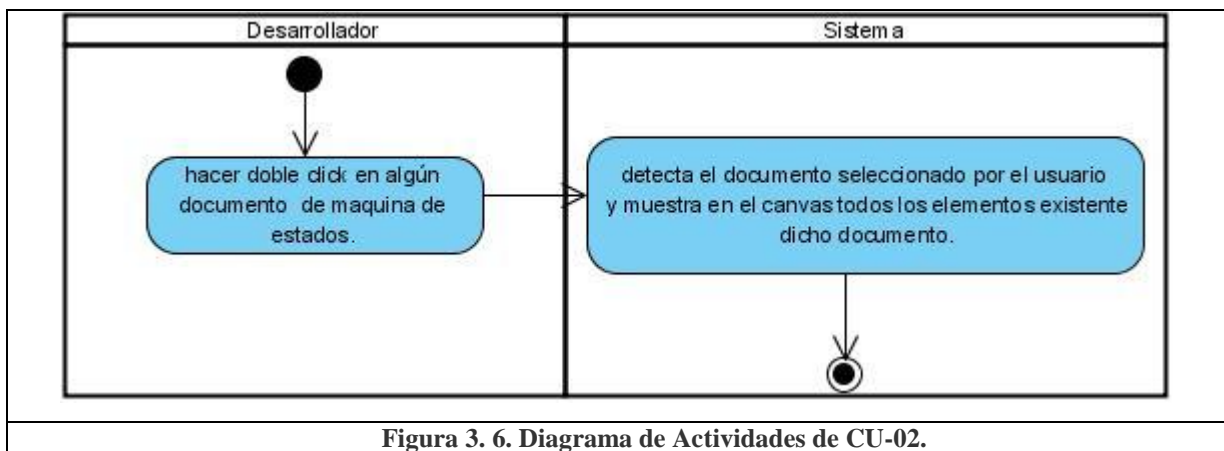 Desarrollador
Sistema
hacer doble click en algún
documento de maquina de
estados.
detecta el documento seleccionado por el usuario
y muestra en el canvas todos los elementos existente
dicho documento.
Figura 3. 6. Diagrama de Actividades de CU-02.